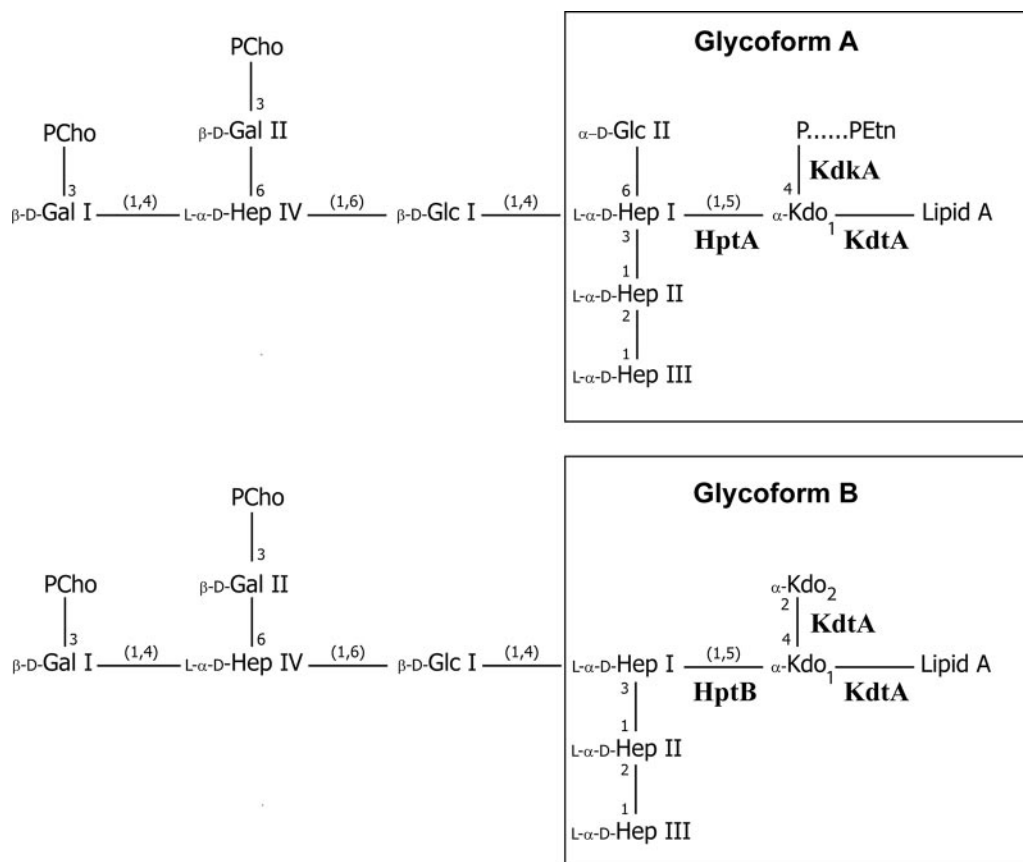 Glycoform A
PCho
3
PCho β-D-Gal II α-D-Glc II P......PEtn
KdkA
3 6 6 4
β-D-Gal I (1,4) L-α-D-Hep IV (1,6) β-D-Glc I (1,4) L-α-D-Hep I (1,5) α-Kdo1 Lipid A
3 HptA KdtA
1
L-α-D-Hep II
2
1
L-α-D-Hep III
Glycoform B
PCho
3
PCho β-D-Gal II α-Kdo2
2 KdtA
3 6 4
β-D-Gal I (1,4) L-α-D-Hep IV (1,6) β-D-Glc I (1,4) L-α-D-Hep I (1,5) α-Kdo1 Lipid A
3 HptB KdtA
1
L-α-D-Hep II
2
1
L-α-D-Hep III